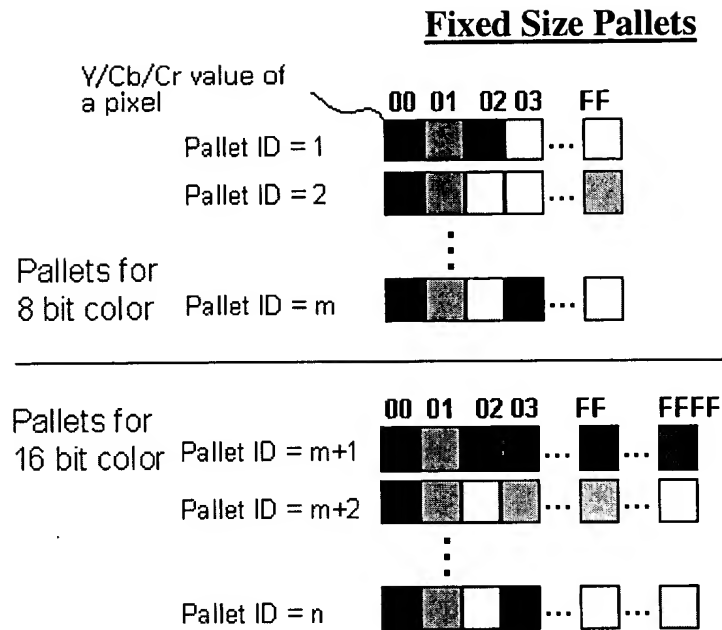 Fixed Size Pallets
Y/Cb/Cr value of
a pixel
00 01 02 03 FF
Pallet ID = 1
...
Pallet ID = 2
...
Pallets for
8 bit color
Pallet ID = m
...
Pallets for
16 bit color
00 01 02 03 FF FFFF
Pallet ID = m+1
... ...
Pallet ID = m+2
... ...
Pallet ID = n
... ...